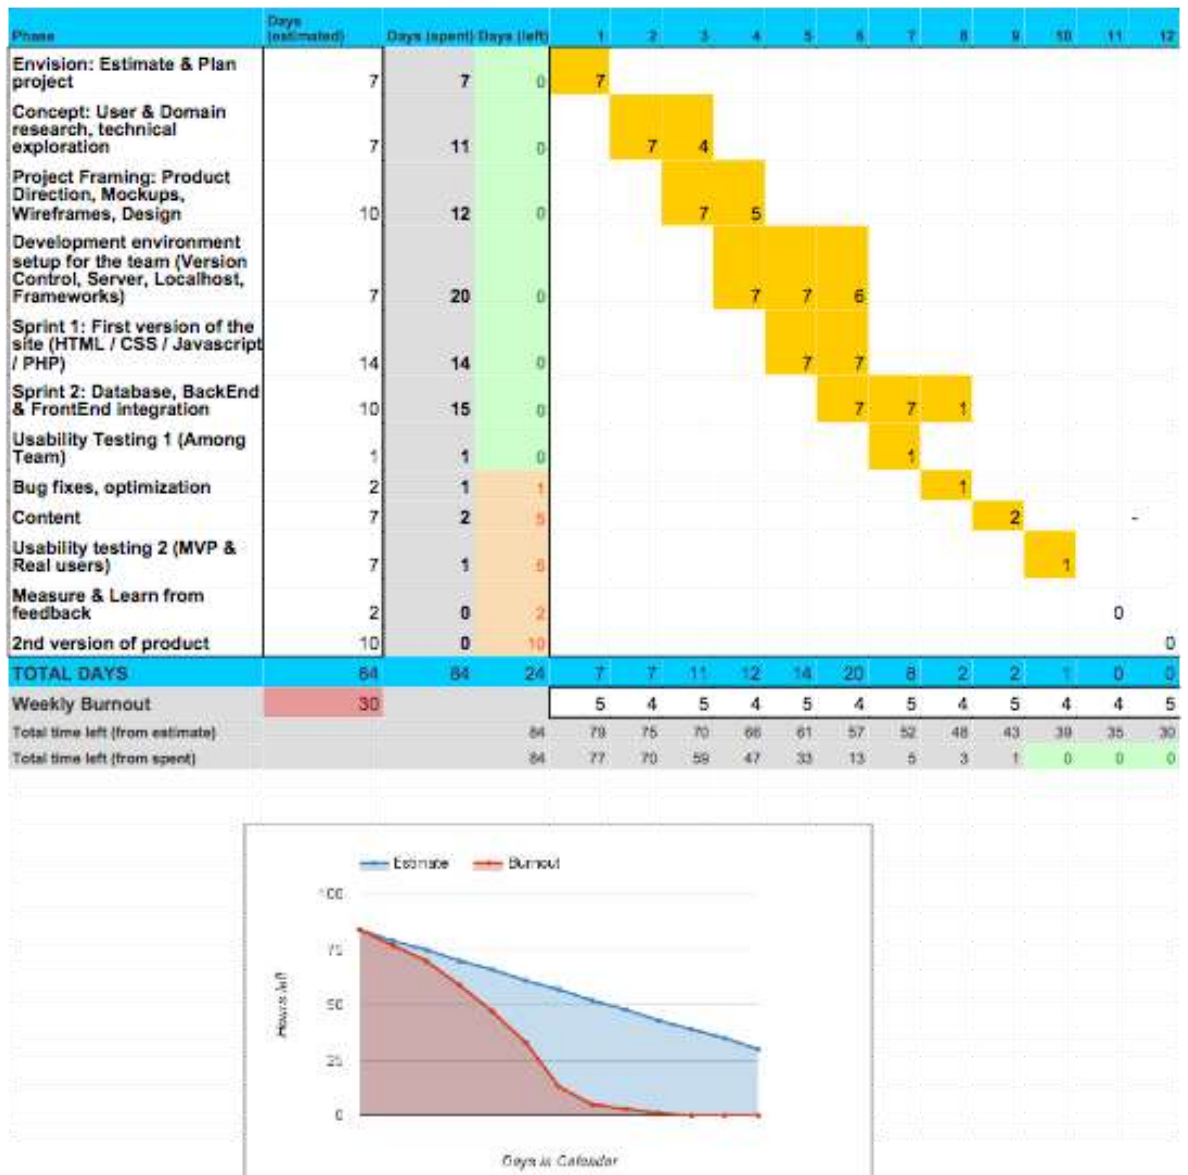 Phase Days (estimated) Days (spent) Days (left) 1 2 3 4 5 6 7 8 9 10 11 12
Envision: Estimate & Plan
project 7 7 0 7
Concept: User & Domain
research, technical
exploration 7 11 0 7 4
Project Framing: Product
Direction, Mockups,
Wireframes, Design 10 12 0 7 5
Development environment
setup for the team (Version
Control, Server, Localhost,
Frameworks) 7 20 0 7 7 6
Sprint 1: First version of the
site (HTML / CSS / Javascript
/ PHP) 14 14 0 7 7
Sprint 2: Database, BackEnd
& FrontEnd integration 10 15 0 7 7 1
Usability Testing 1 (Among
Team) 1 1 0 1
Bug fixes, optimization 2 1 1 1
Content 7 2 5 2 -
Usability testing 2 (MVP &
Real users) 7 1 1
Measure & Learn from
feedback 2 0 2 0
2nd version of product 10 0 10 0
TOTAL DAYS 84 84 24 7 7 11 12 14 20 8 2 2 1 0 0
Weekly Burnout 30 5 4 5 4 5 4 5 4 5 4 4 5
Total time left (from estimate) 84 79 75 70 66 61 57 52 48 43 39 35 30
Total time left (from spent) 84 77 70 59 47 33 13 5 3 1 0 0 0
Estimate Burnout
100
75
50
25
0
Hours left
Days in Calendar